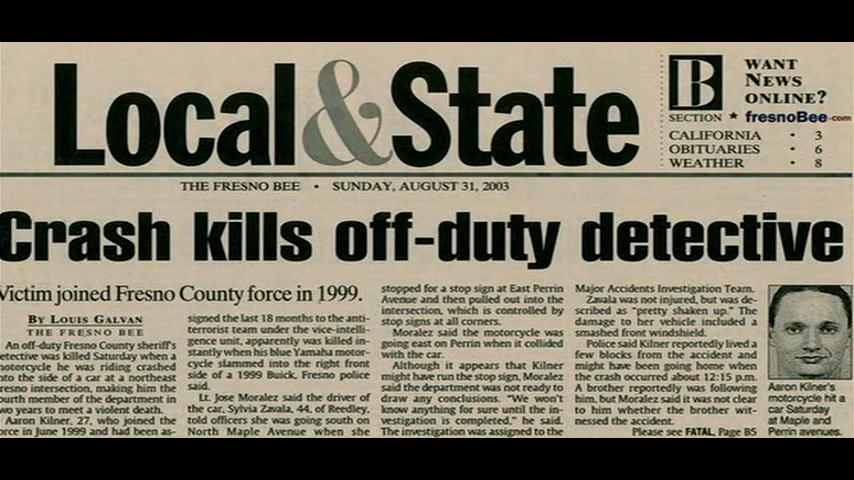 Local&State
B
SECTION ★
WANT
NEWS
ONLINE?
fresnoBee.com
CALIFORNIA • 3
OBITUARIES • 6
WEATHER • 8
THE FRESNO BEE • SUNDAY, AUGUST 31, 2003
Crash kills off-duty detective
Victim joined Fresno County force in 1999.
BY LOUIS GALVAN
THE FRESNO BEE
An off-duty Fresno County sheriff's
detective was killed Saturday when a
motorcycle he was riding crashed
into the side of a car at a northeast
Fresno intersection, making him the
fourth member of the department in
two years to meet a violent death.
Aaron Kilner, 27, who joined the
force in June 1999 and had been as-
signed the last 18 months to the anti-
terrorist team under the vice-intelli-
gence unit, apparently was killed in-
stantly when his blue Yamaha motor-
cycle slammed into the right front
side of a 1999 Buick, Fresno police
said.
Lt. Jose Moralez said the driver of
the car, Sylvia Zavala, 44, of Reedley,
told officers she was going south on
North Maple Avenue when she
stopped for a stop sign at East Perrin
Avenue and then pulled out into the
intersection, which is controlled by
stop signs at all corners.
Moralez said the motorcycle was
going east on Perrin when it collided
with the car.
Although it appears that Kilner
might have run the stop sign, Moralez
said the department was not ready to
draw any conclusions. "We won't
know anything for sure until the in-
vestigation is completed," he said.
The investigation was assigned to the
Major Accidents Investigation Team.
Zavala was not injured, but was de-
scribed as "pretty shaken up." The
damage to her vehicle included a
smashed front windshield.
Police said Kilner reportedly lived a
few blocks from the accident and
might have been going home when
the crash occurred about 12:15 p.m.
A brother reportedly was following
him, but Moralez said it was not clear
to him whether the brother wit-
nessed the accident.
Please see FATAL, Page B5
Aaron Kilner's
motorcycle hit a
car Saturday
at Maple and
Perrin avenues.